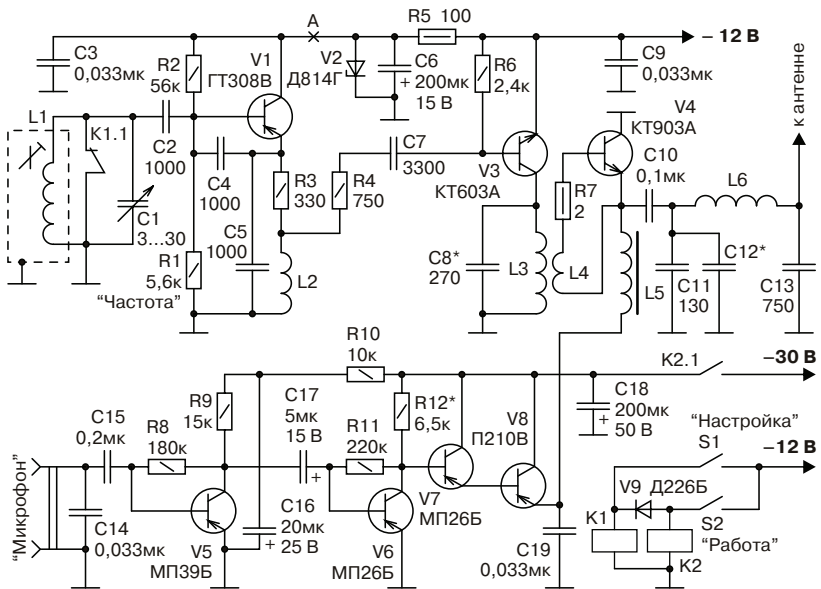 А
R5 100
– 12 В
C3
0,033мк
R2
56к
V1
ГТ308В
V2
Д814Г
C6
+ 200мк
15 В
R6
2,4к
C9
0,033мк
V4
КТ903А
к антенне
L1
K1.1
C2
1000
C7
3300
V3
КТ603А
C10
0,1мк
C4
1000
R3
330
R4
750
R7
2
L6
C1
3...30
C5
1000
R1
5,6к
L2
C8*
270
L3
L4
L5
C12*
C11
130
C13
750
"Частота"
R10
10к
K2.1
–30 В
R9
15к
C17
5мк
15 В
+
R12*
6,5к
C18
200мк
+ 50 В
C15
0,2мк
R8
180к
R11
220к
V8
П210В
"Настройка"
S1
–12 В
"Микрофон"
V7
МП26Б
V9 Д226Б
C14
0,033мк
C16
20мк
25 В
+
K1
S2
"Работа"
V5
МП39Б
V6
МП26Б
C19
0,033мк
K2